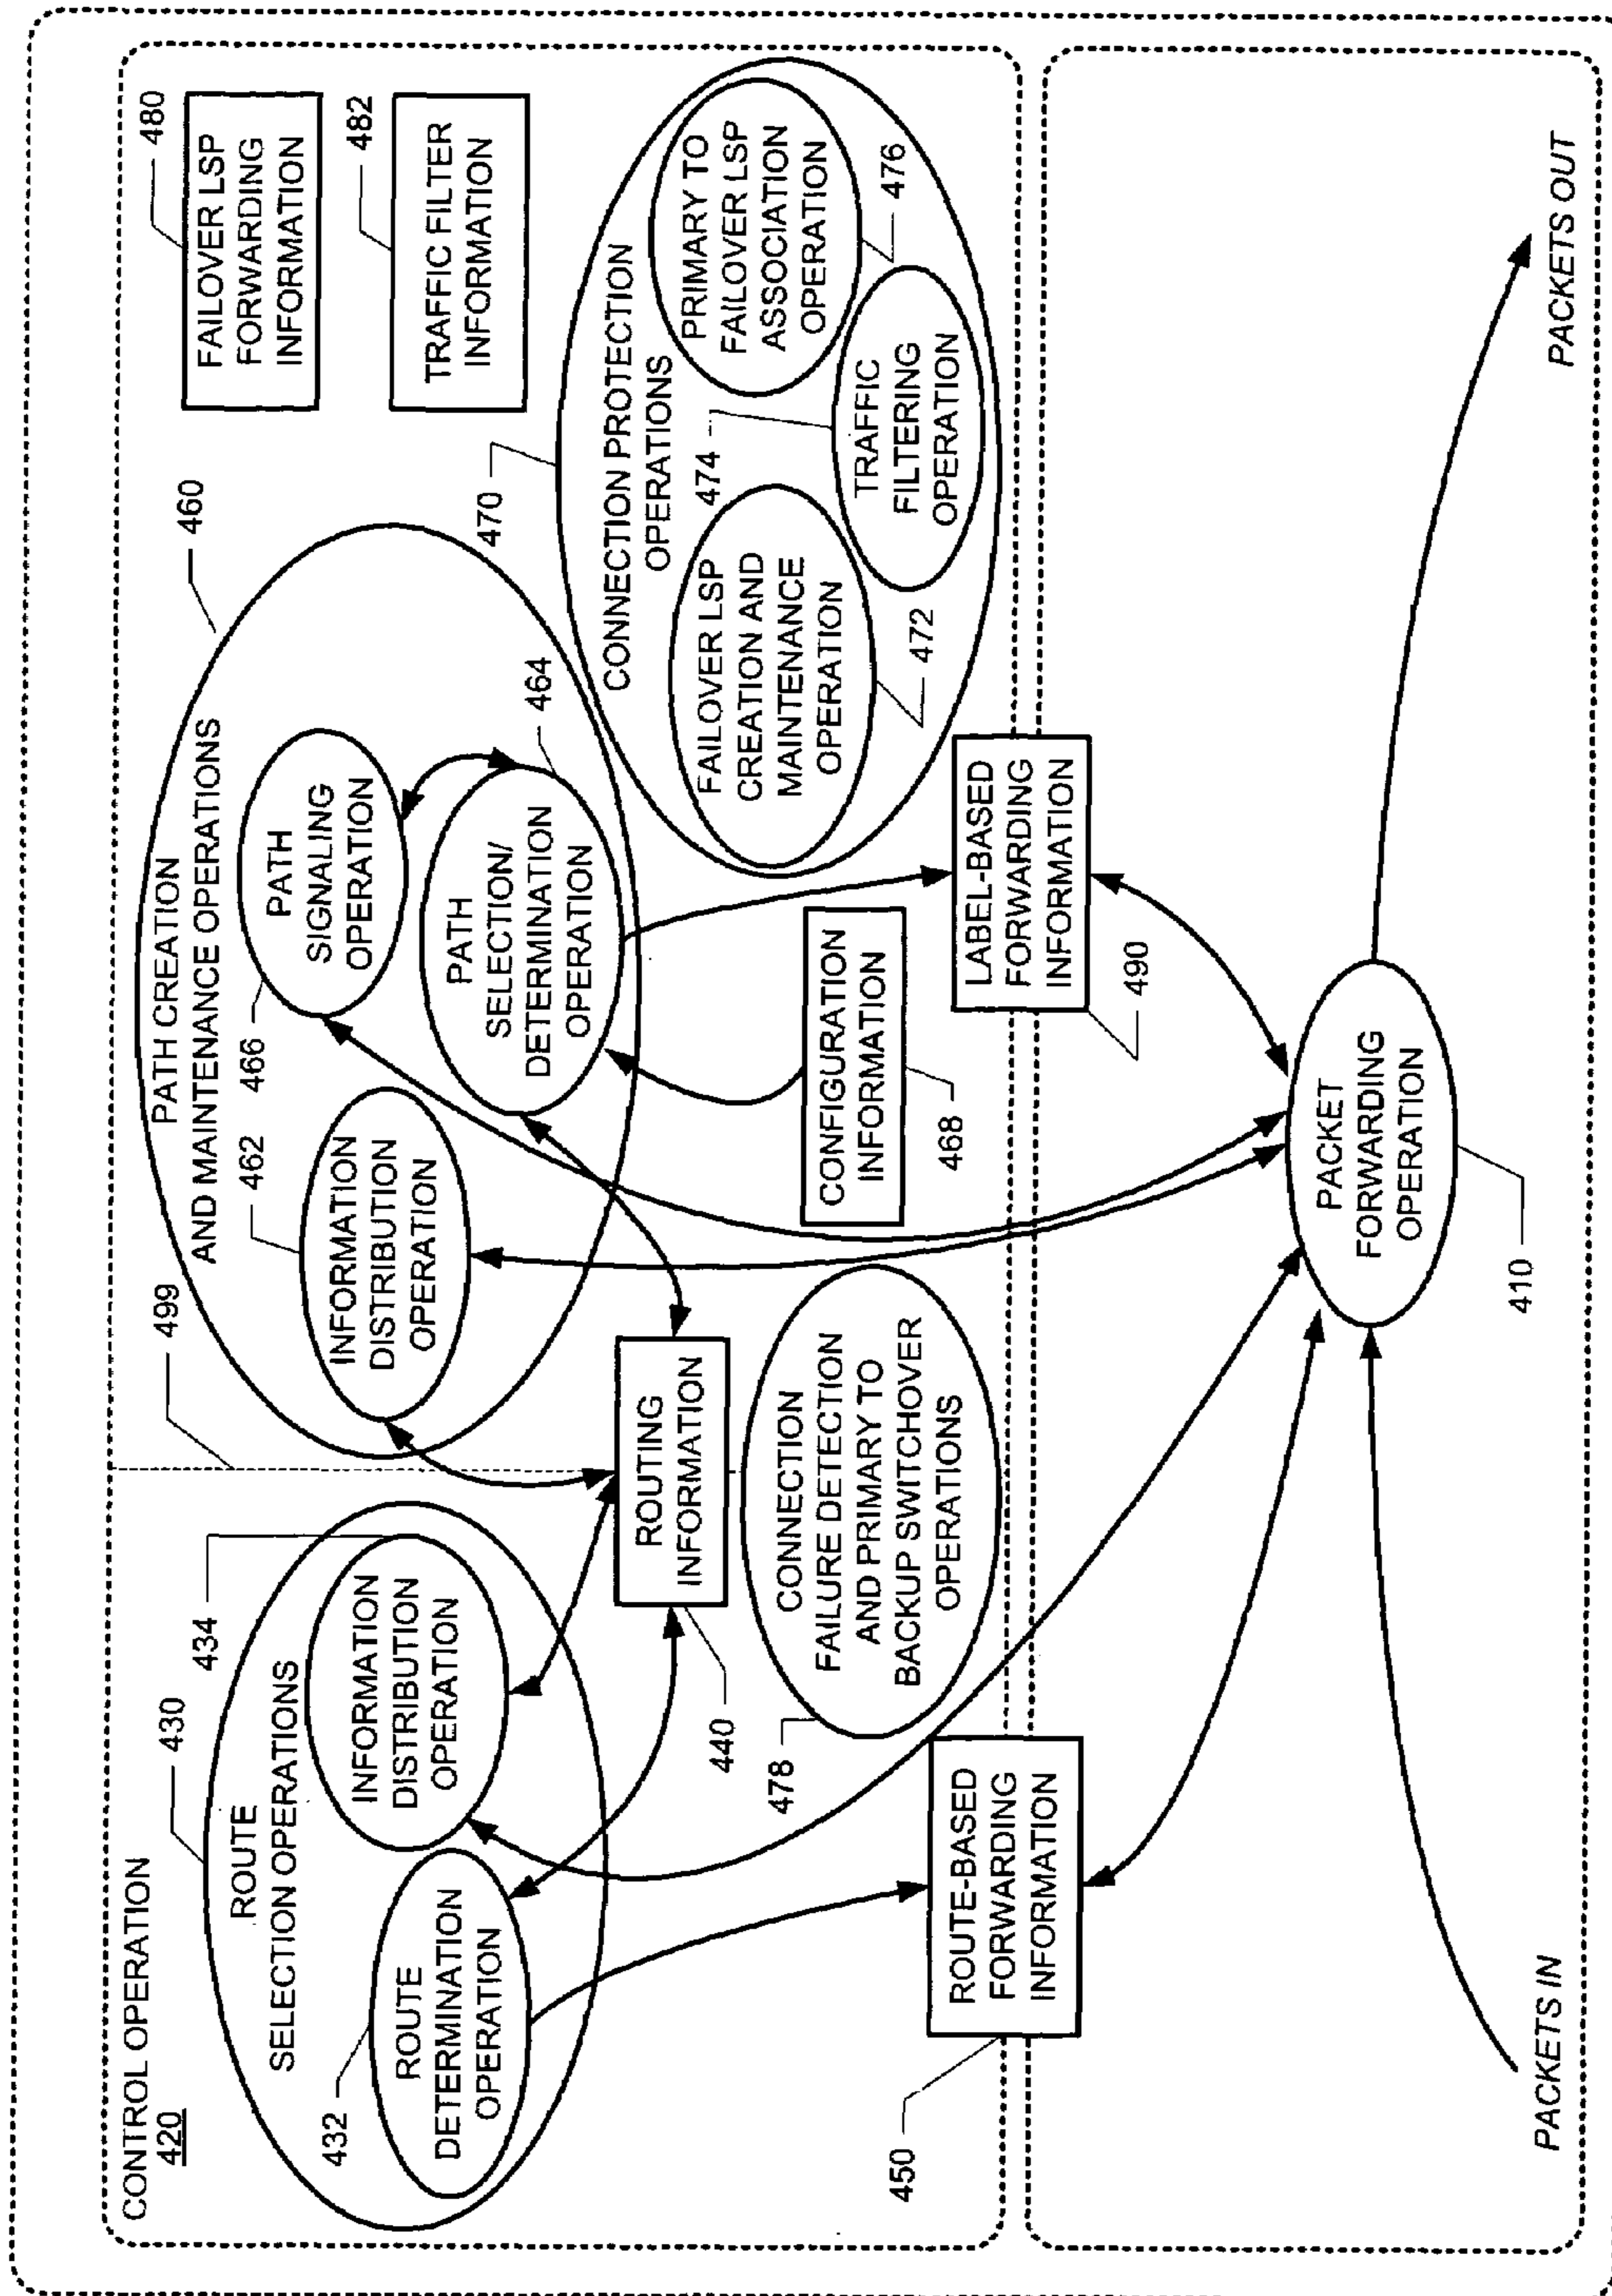 CONTROL OPERATION
420
430
ROUTE
SELECTION OPERATIONS
434
432
ROUTE
DETERMINATION
OPERATION
INFORMATION
DISTRIBUTION
OPERATION
499
PATH CREATION
AND MAINTENANCE OPERATIONS
460
462
INFORMATION
DISTRIBUTION
OPERATION
466
PATH
SIGNALING
OPERATION
464
PATH
SELECTION/
DETERMINATION
OPERATION
480
FAILOVER LSP
FORWARDING
INFORMATION
482
TRAFFIC FILTER
INFORMATION
470
CONNECTION PROTECTION
OPERATIONS
FAILOVER LSP
CREATION AND
MAINTENANCE
OPERATION
472
474
TRAFFIC
FILTERING
OPERATION
PRIMARY TO
FAILOVER LSP
ASSOCIATION
OPERATION
476
ROUTING
INFORMATION
440
CONNECTION
FAILURE DETECTION
AND PRIMARY TO
BACKUP SWITCHOVER
OPERATIONS
478
CONFIGURATION
INFORMATION
468
450
ROUTE-BASED
FORWARDING
INFORMATION
LABEL-BASED
FORWARDING
INFORMATION
490
PACKET
FORWARDING
OPERATION
410
PACKETS IN
PACKETS OUT